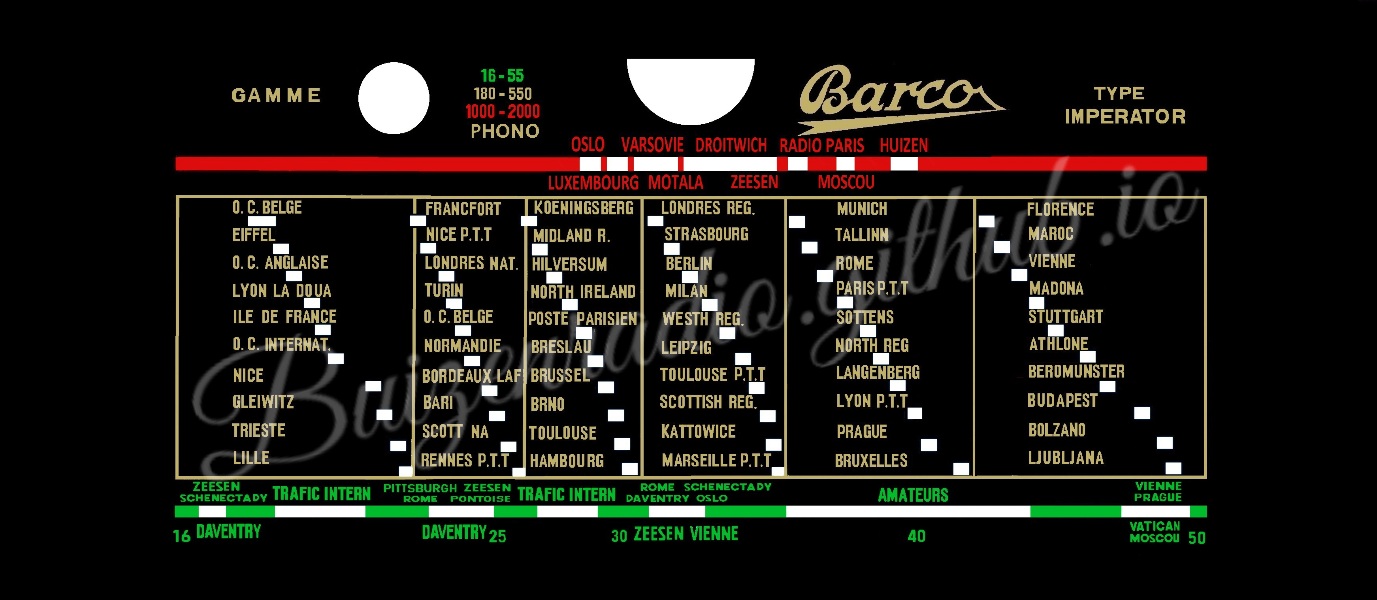 GAMME
16 - 55
180 - 550
1000 - 2000
PHONO
Barco
TYPE
IMPERATOR
OSLO VARSOVIE DROITWICH RADIO PARIS HUIZEN
LUXEMBOURG MOTALA ZEESEN MOSCOU
O.C. BELGE
EIFFEL
O.C. ANGLAISE
LYON LA DOUA
ILE DE FRANCE
O.C. INTERNAT.
NICE
GLEIWITZ
TRIESTE
LILLE
FRANCFORT
NICE P.T.T
LONDRES NAT.
TURIN
O.C. BELGE
NORMANDIE
BORDEAUX LAF
BARI
SCOTT NA
RENNES P.T.T
KOENINGSBERG
MIDLAND R.
HILVERSUM
NORTH IRELAND
POSTE PARISIEN
BRESLAU
BRUSSEL
BRNO
TOULOUSE
HAMBOURG
LONDRES REG.
STRASBOURG
BERLIN
MILAN
WESTH REG.
LEIPZIG
TOULOUSE P.T.T
SCOTTISH REG.
KATTOWICE
MARSEILLE P.T.T
MUNICH
TALLINN
ROME
PARIS P.T.T
SOTTENS
NORTH REG
LANGENBERG
LYON P.T.T
PRAGUE
BRUXELLES
FLORENCE
MAROC
VIENNE
MADONA
STUTTGART
ATHLONE
BEROMUNSTER
BUDAPEST
BOLZANO
LJUBLJANA
Buizenradio.github.io
ZEESEN
SCHENECTADY
TRAFIC INTERN
PITTSBURGH ZEESEN
ROME PONTOISE
TRAFIC INTERN
ROME SCHENECTADY
DAVENTRY OSLO
AMATEURS
VIENNE
PRAGUE
16 DAVENTRY DAVENTRY 25 30 ZEESEN VIENNE 40
VATICAN
MOSCOU
50